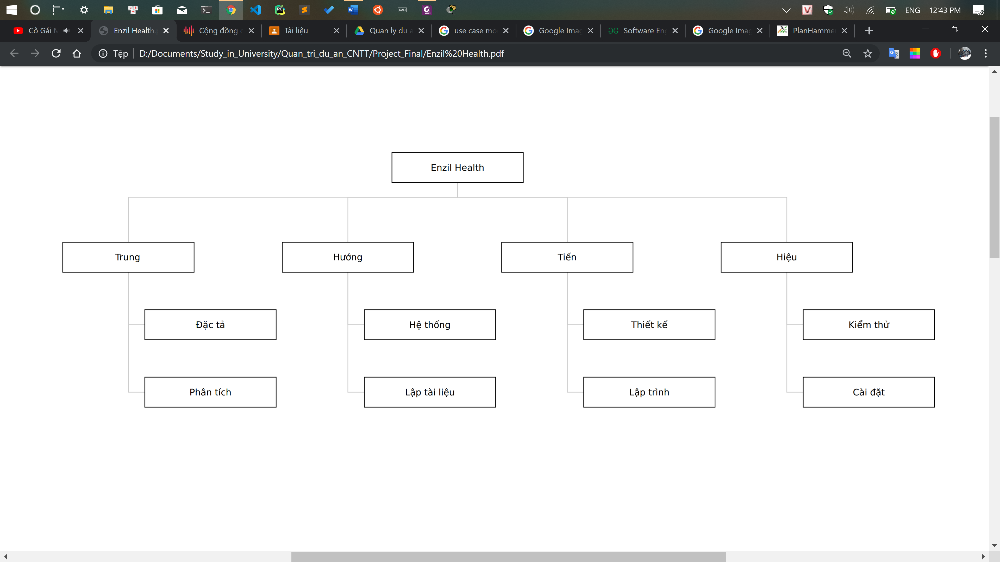 ENG 12:43 PM
Cô Gái
Enzil Health.
Cộng đồng
Tài liệu
Quan ly du a
use case mo
Google Imag
Software Eng
Google Imag
PlanHammer
Tệp D:/Documents/Study_in_University/Quan_tri_du_an_CNTT/Project_Final/Enzil%20Health.pdf
Enzil Health
Trung Hướng Tiến Hiệu
Đặc tả Hệ thống Thiết kế Kiểm thử
Phân tích Lập tài liệu Lập trình Cài đặt